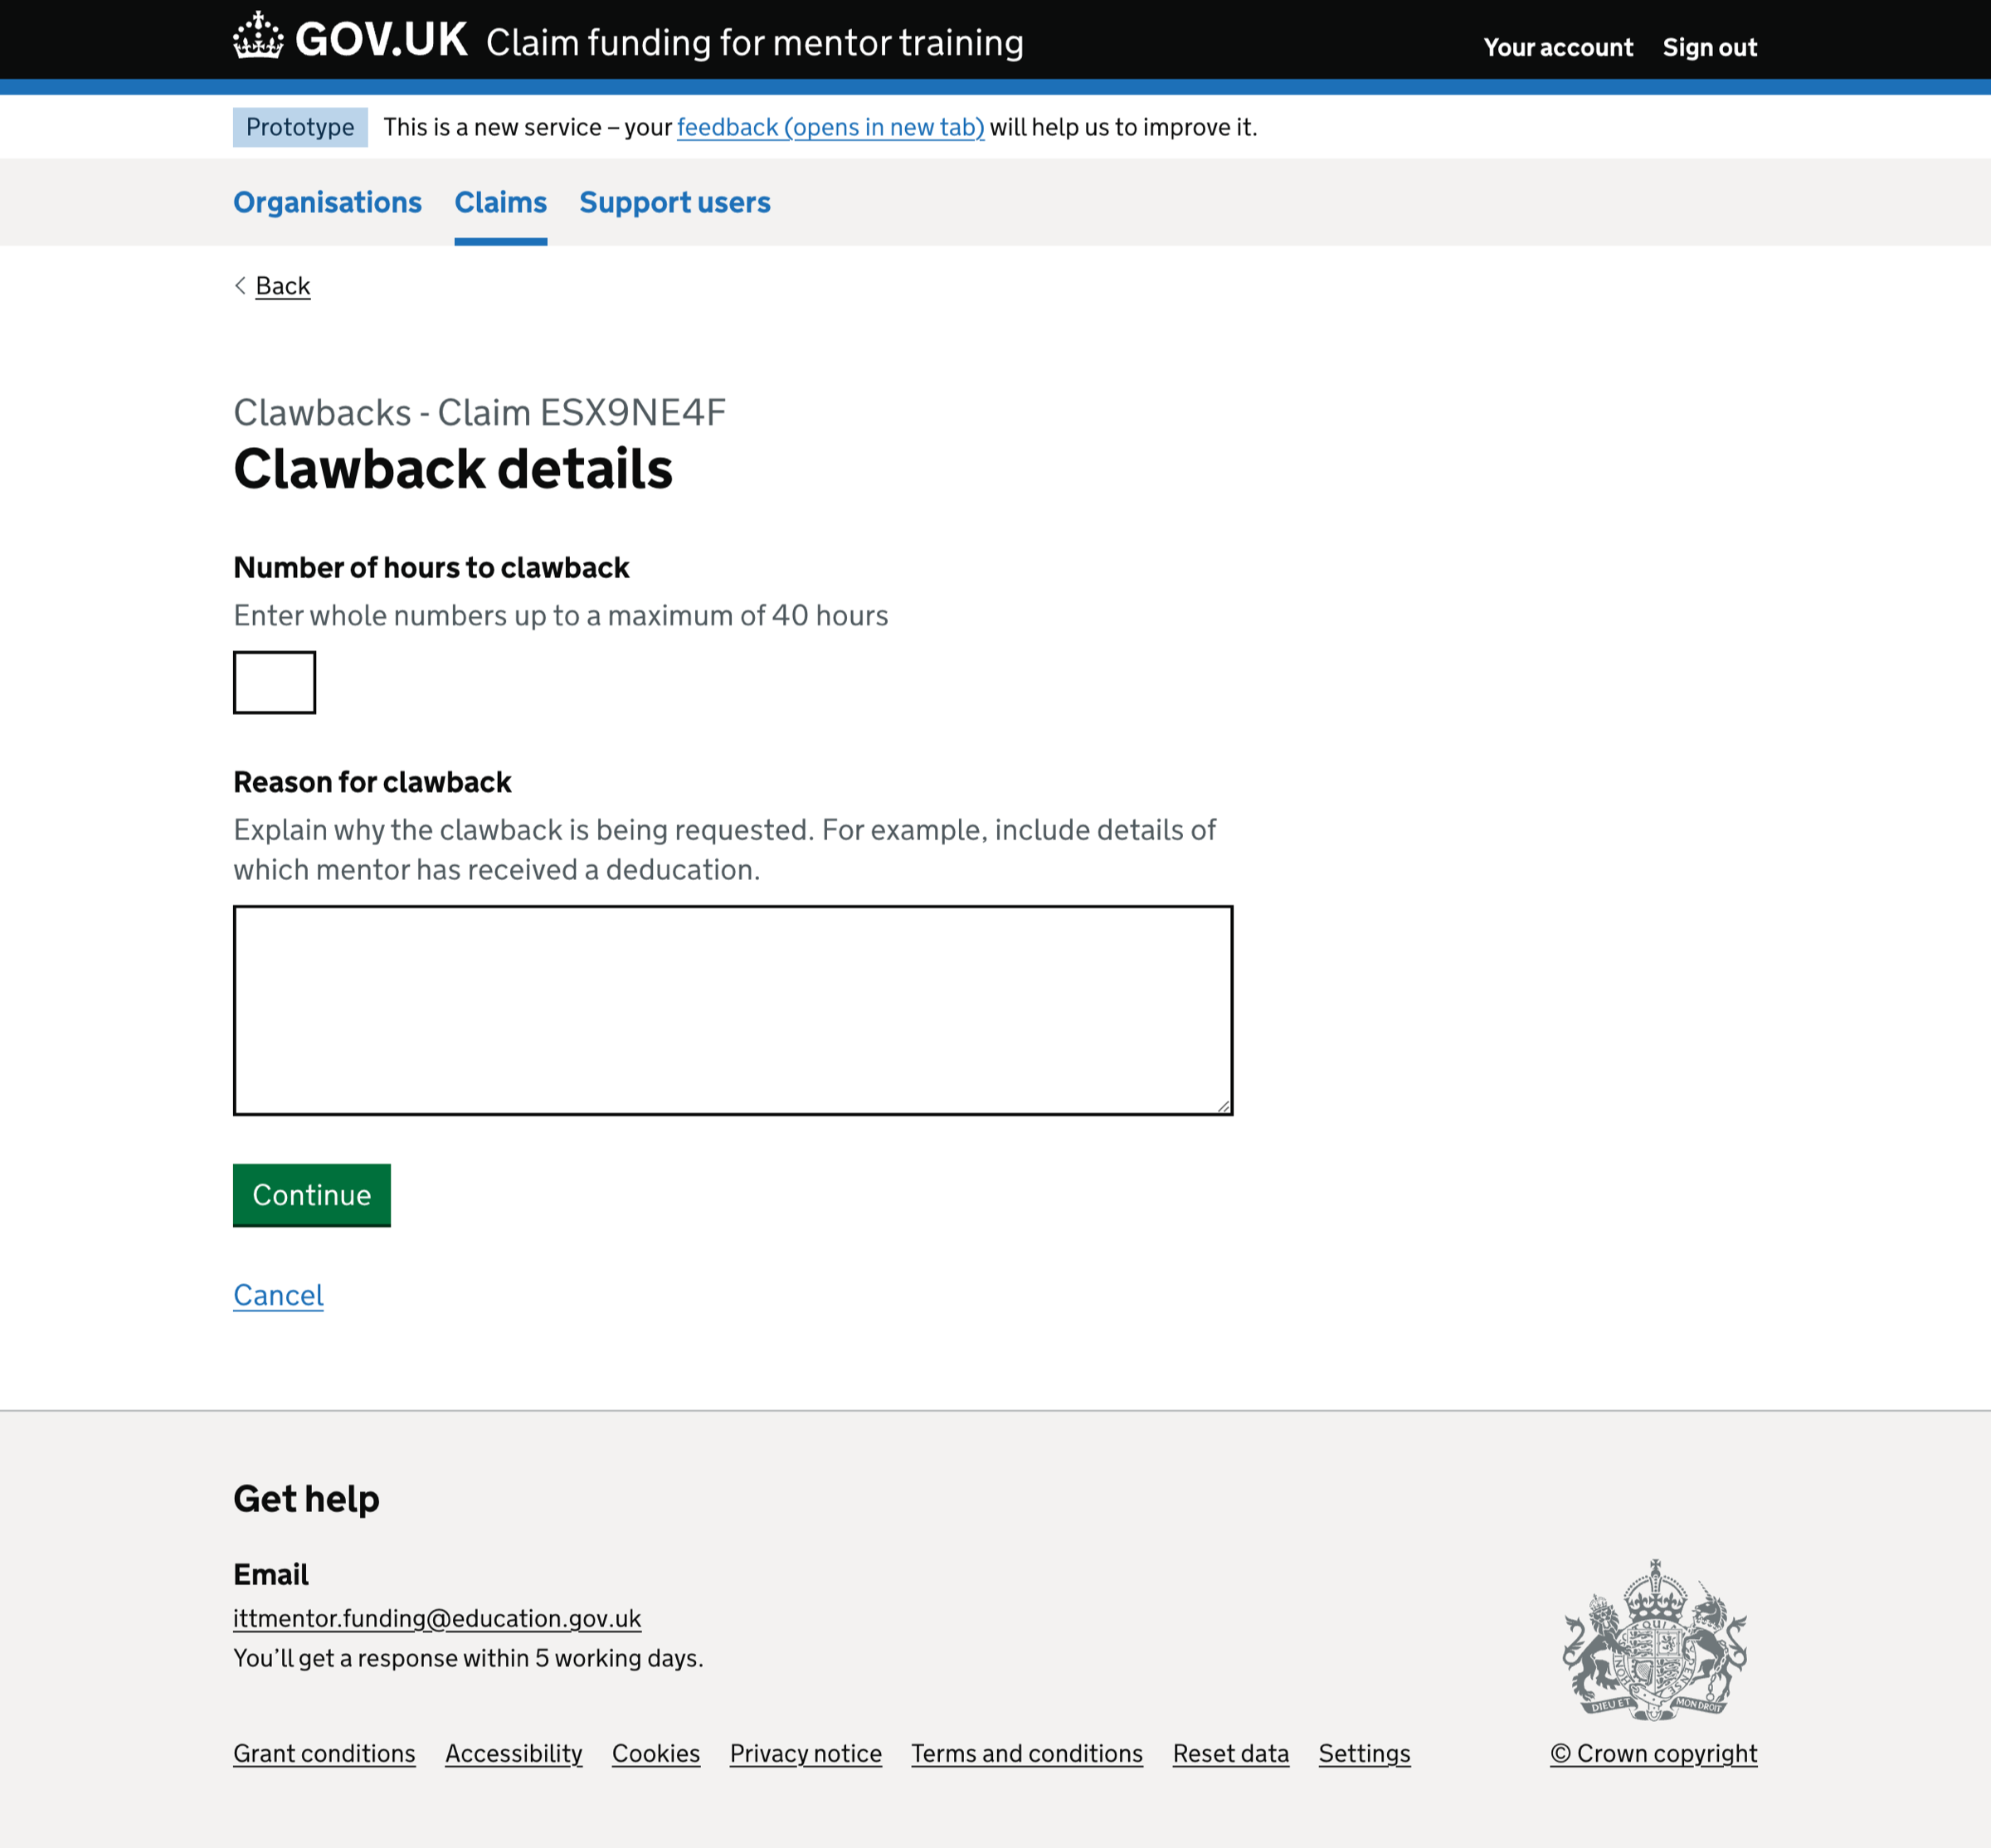 GOV.UK Claim funding for mentor training
Your account Sign out
Prototype This is a new service – your feedback (opens in new tab) will help us to improve it.
Organisations Claims Support users
Back
Clawbacks - Claim ESX9NE4F
Clawback details
Number of hours to clawback
Enter whole numbers up to a maximum of 40 hours
Reason for clawback
Explain why the clawback is being requested. For example, include details of
which mentor has received a deducation.
Continue
Cancel
Get help
Email
ittmentor.funding@education.gov.uk
You’ll get a response within 5 working days.
DIEU ET MON DROIT
Grant conditions Accessibility Cookies Privacy notice Terms and conditions Reset data Settings
© Crown copyright